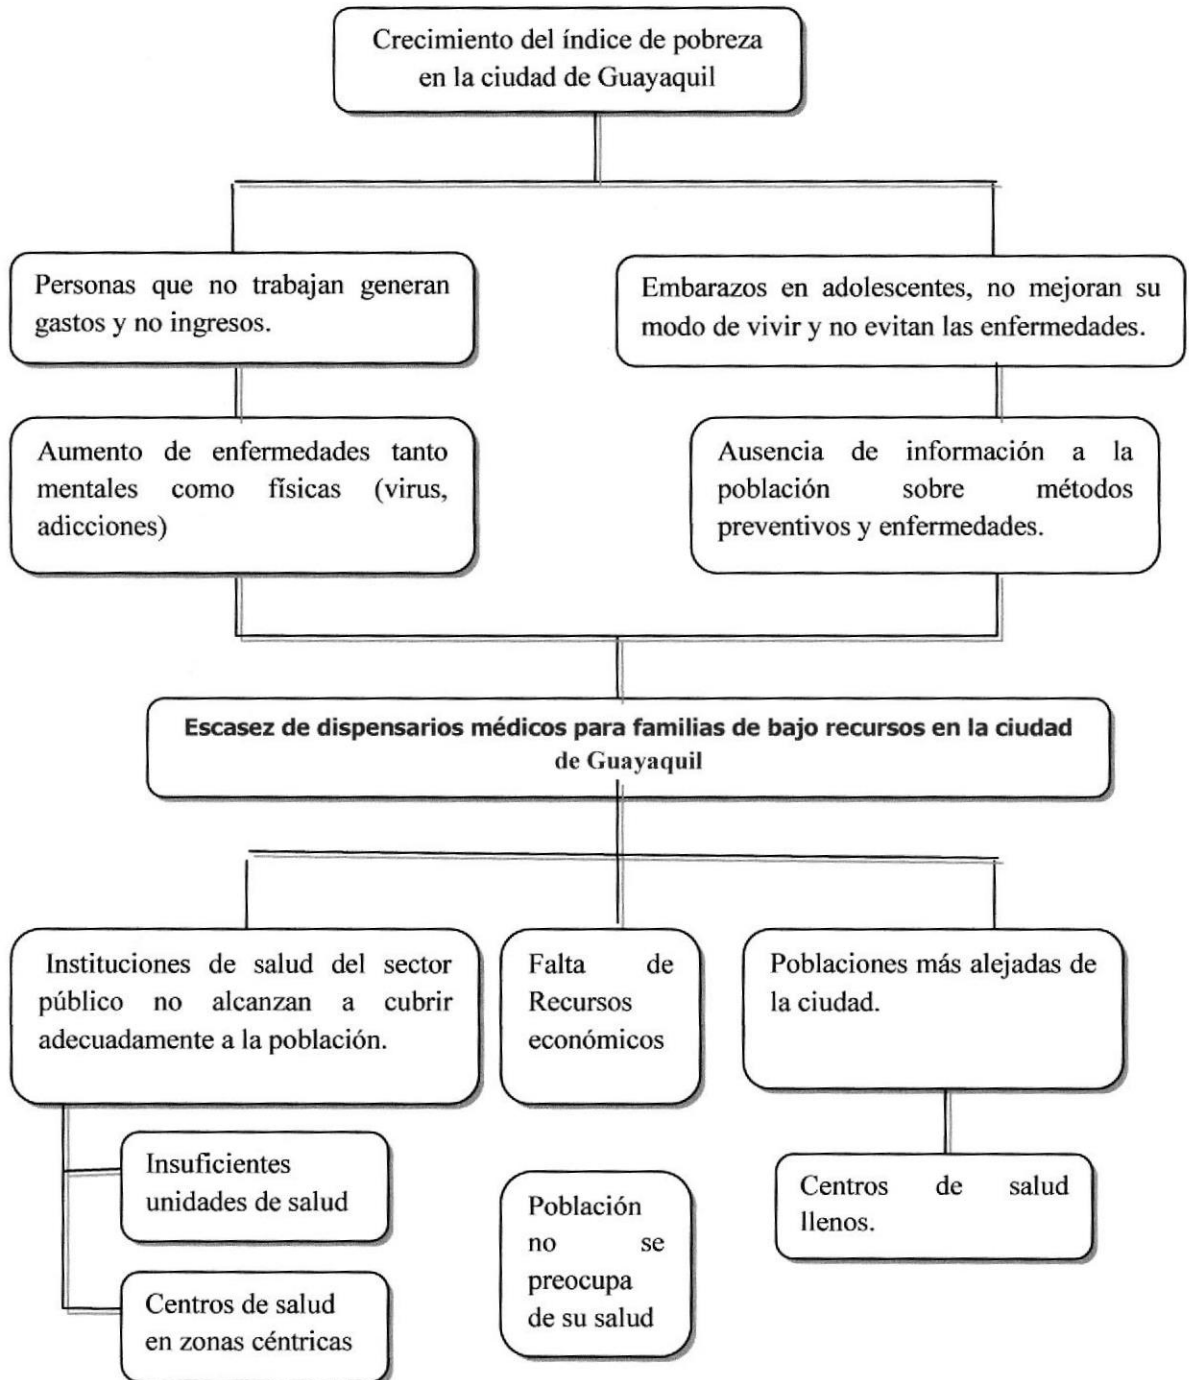 Crecimiento del índice de pobreza
en la ciudad de Guayaquil
Personas que no trabajan generan
gastos y no ingresos.
Embarazos en adolescentes, no mejoran su
modo de vivir y no evitan las enfermedades.
Aumento de enfermedades tanto
mentales como físicas (virus,
adicciones)
Ausencia de información a la
población sobre métodos
preventivos y enfermedades.
Escasez de dispensarios médicos para familias de bajo recursos en la ciudad
de Guayaquil
Instituciones de salud del sector
público no alcanzan a cubrir
adecuadamente a la población.
Falta de
Recursos
económicos
Poblaciones más alejadas de
la ciudad.
Insuficientes
unidades de salud
Población
no se
preocupa
de su salud
Centros de salud
llenos.
Centros de salud
en zonas céntricas